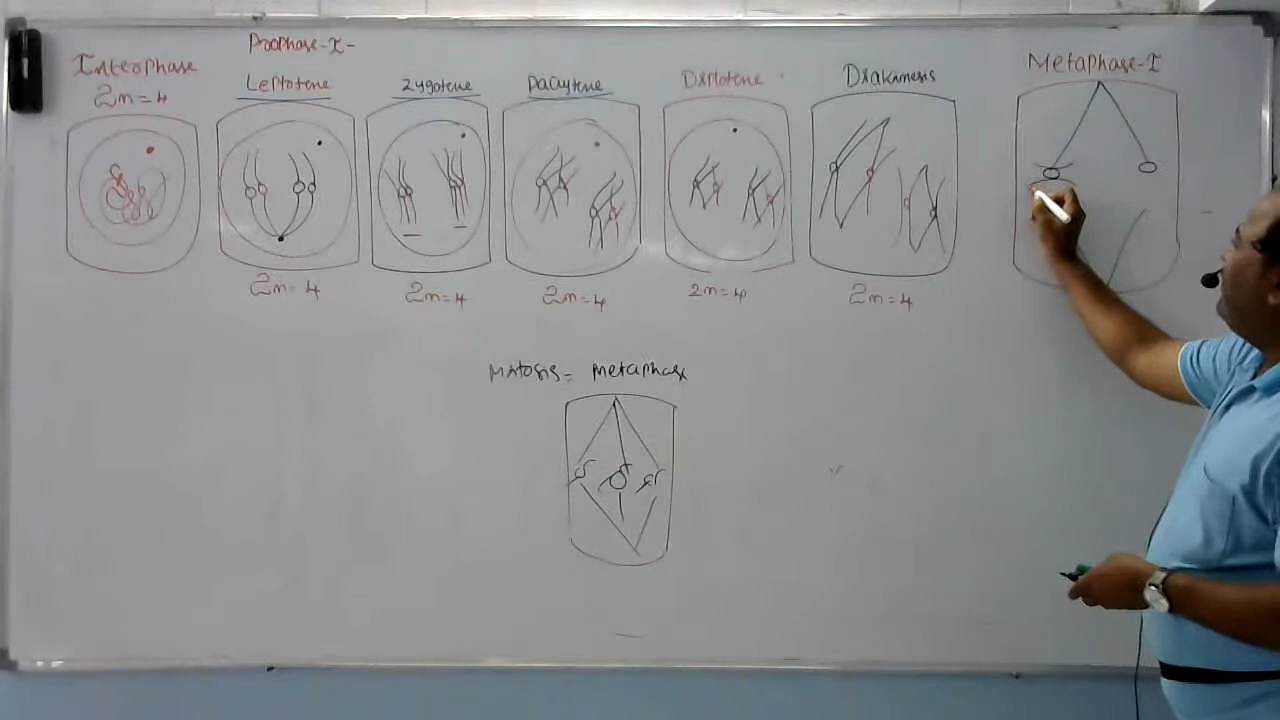 Interphase
2n=4
Prophase-I-
Leptotene
2n=4
Zygotene
2n=4
Pacytene
2n=4
Diplotene
2n=4
Diakinesis
2n=4
Metaphase-I
Mitosis= Metaphase